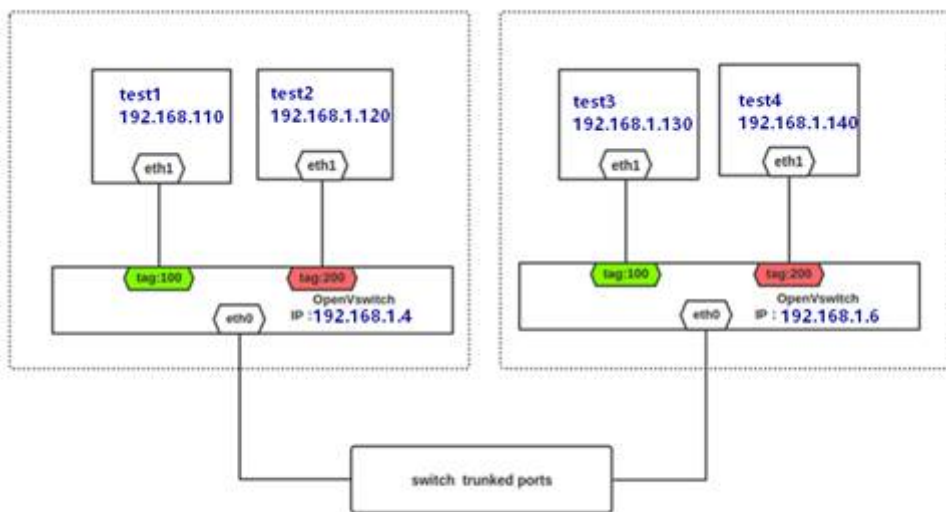 test1
192.168.110
test2
192.168.1.120
eth1
eth1
tag:100
tag:200
OpenVswitch
IP：192.168.1.4
eth0
test3
192.168.1.130
test4
192.168.1.140
eth1
eth1
tag:100
tag:200
OpenVswitch
IP：192.168.1.6
eth0
switch trunked ports